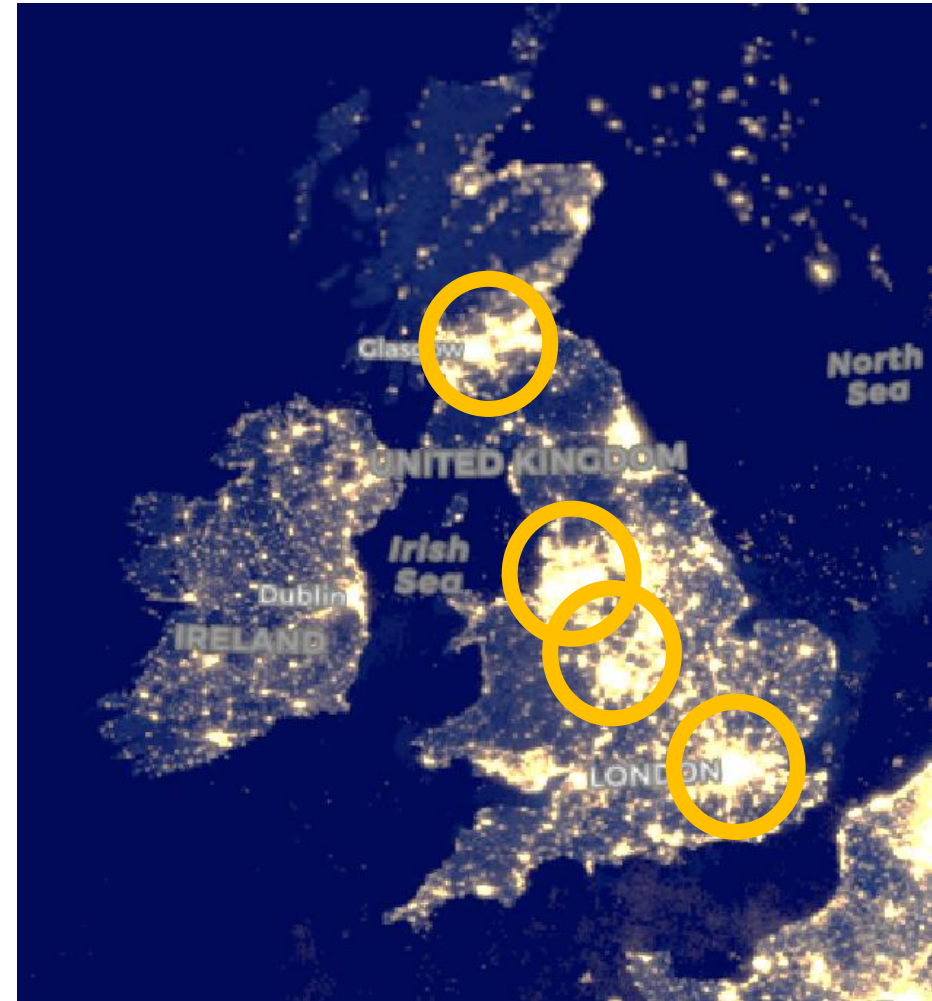 Glasgow
North
Sea
UNITED KINGDOM
Irish
Sea
Dublin
IRELAND
LONDON